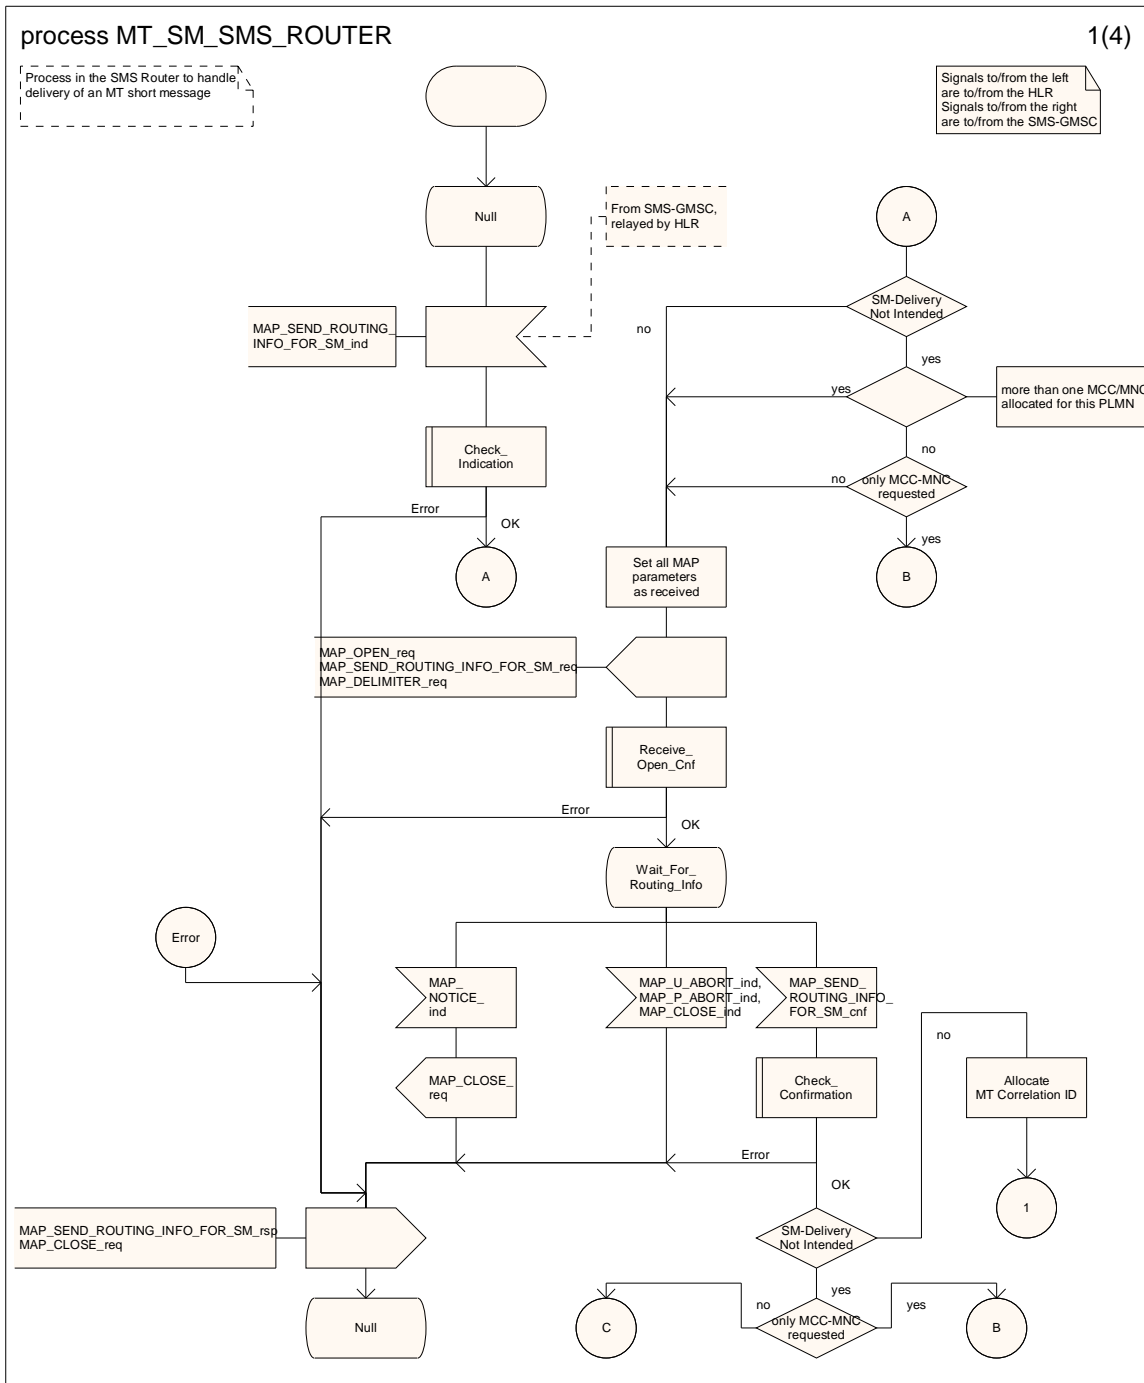 process MT_SM_SMS_ROUTER
1(4)
Process in the SMS Router to handle
delivery of an MT short message
Signals to/from the left
are to/from the HLR
Signals to/from the right
are to/from the SMS-GMSC
Null
From SMS-GMSC,
relayed by HLR
A
SM-Delivery
Not Intended
MAP_SEND_ROUTING_
INFO_FOR_SM_ind
no
yes
yes
more than one MCC/MNC
allocated for this PLMN
Check_
Indication
no
no
only MCC-MNC
requested
Error
OK
yes
A
Set all MAP
parameters
as received
B
MAP_OPEN_req
MAP_SEND_ROUTING_INFO_FOR_SM_req
MAP_DELIMITER_req
Receive_
Open_Cnf
Error
OK
Wait_For_
Routing_Info
Error
MAP_
NOTICE_
ind
MAP_U_ABORT_ind,
MAP_P_ABORT_ind,
MAP_CLOSE_ind
MAP_SEND_
ROUTING_INFO_
FOR_SM_cnf
no
MAP_CLOSE_
req
Check_
Confirmation
Allocate
MT Correlation ID
Error
OK
1
MAP_SEND_ROUTING_INFO_FOR_SM_rsp
MAP_CLOSE_req
SM-Delivery
Not Intended
yes
no
yes
Null
C
only MCC-MNC
requested
B